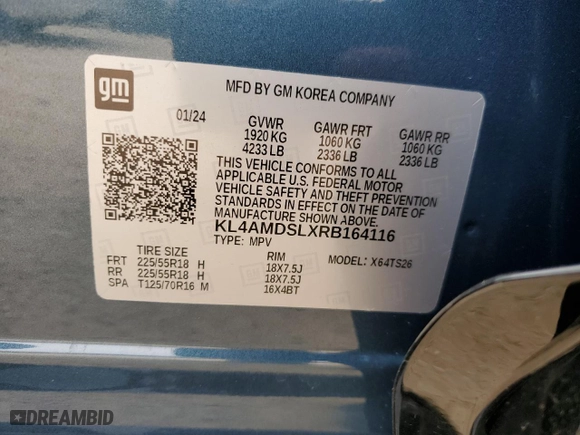 gm
MFD BY GM KOREA COMPANY
01/24
GVWR GAWR FRT GAWR RR
1920 KG 1060 KG 1060 KG
4233 LB 2336 LB 2336 LB
THIS VEHICLE CONFORMS TO ALL
APPLICABLE U.S. FEDERAL MOTOR
VEHICLE SAFETY AND THEFT PREVENTION
STANDARDS IN EFFECT ON THE DATE OF
MANUFACTURE SHOWN ABOVE.
KL4AMDSLXRB164116
TYPE: MPV MODEL: X64TS26
TIRE SIZE RIM
FRT 225/55R18 H 18X7.5J
RR 225/55R18 H 18X7.5J
SPA T125/70R16 M 16X4BT
DREAMBID